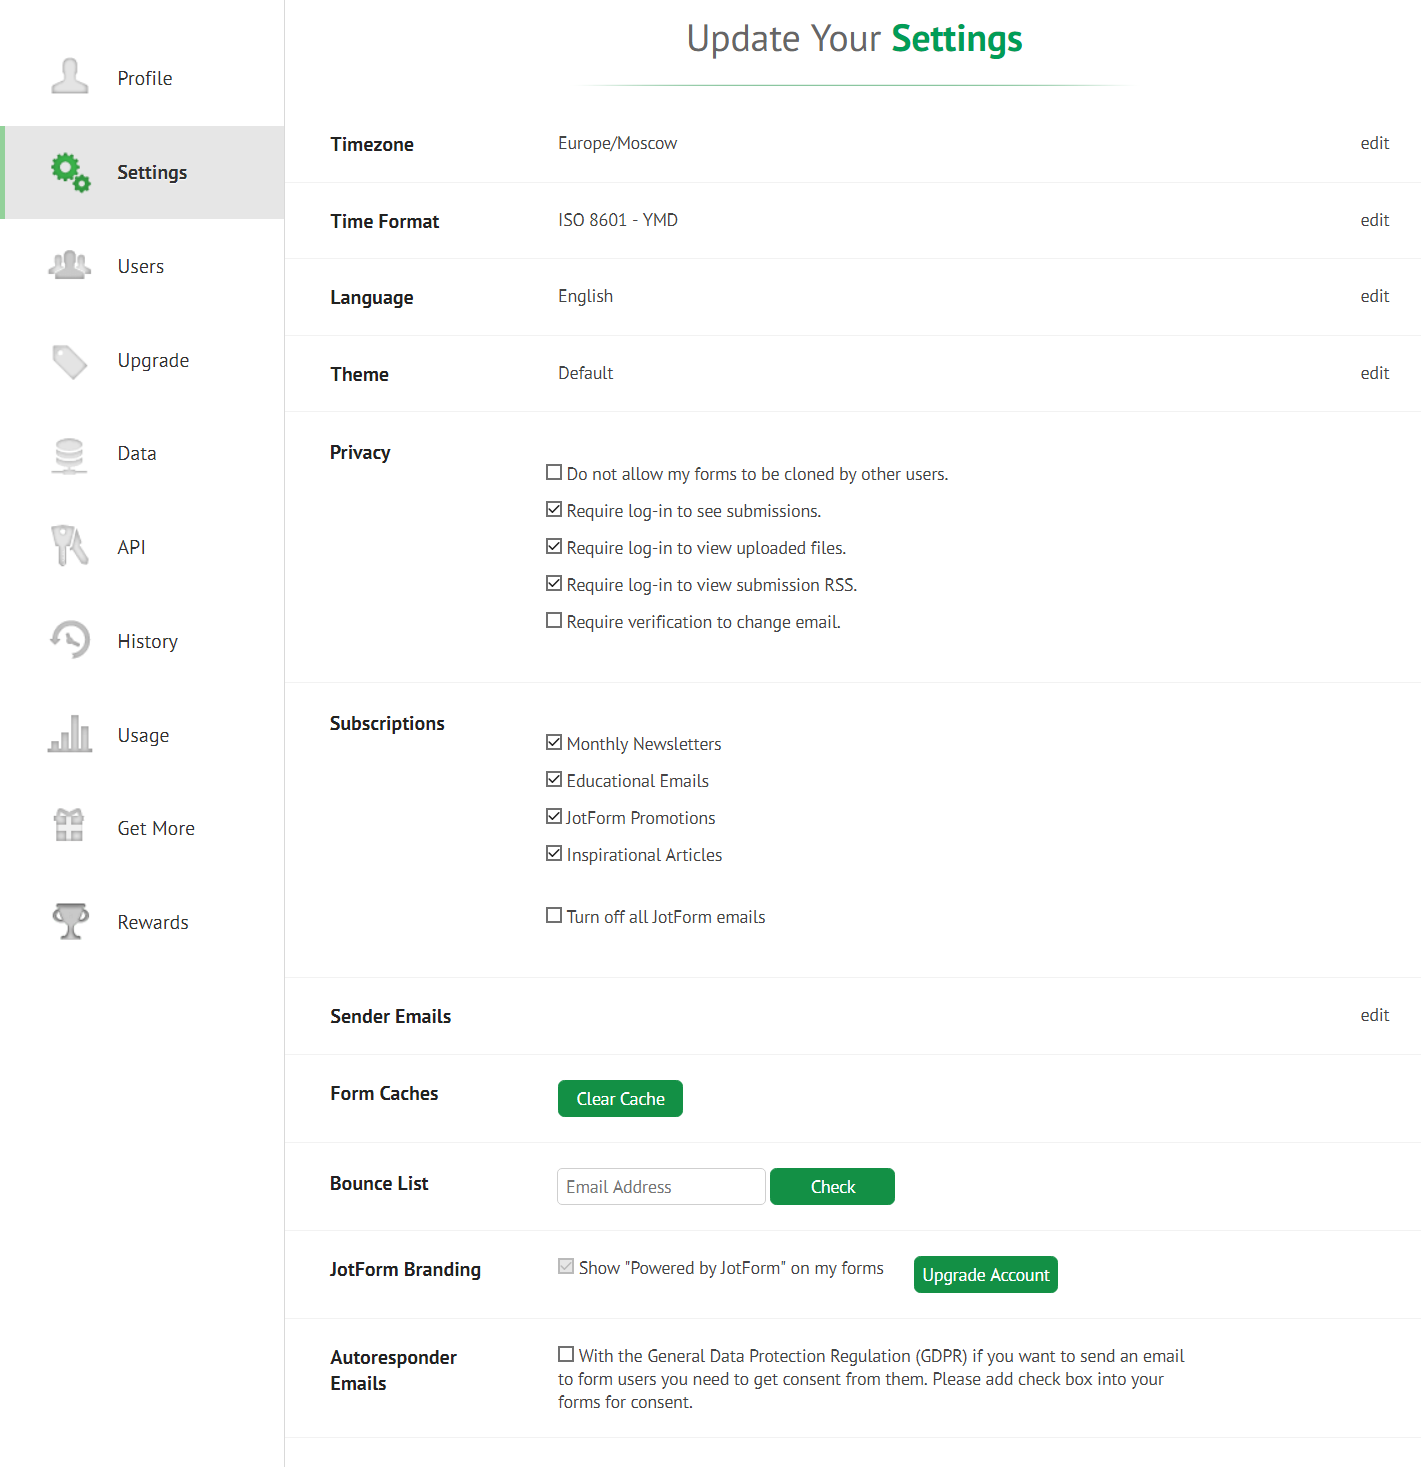 Update Your Settings
Profile
Settings
Users
Upgrade
Data
API
History
Usage
Get More
Rewards
Timezone Europe/Moscow edit
Time Format ISO 8601 - YMD edit
Language English edit
Theme Default edit
Privacy
Do not allow my forms to be cloned by other users.
Require log-in to see submissions.
Require log-in to view uploaded files.
Require log-in to view submission RSS.
Require verification to change email.
Subscriptions
Monthly Newsletters
Educational Emails
JotForm Promotions
Inspirational Articles
Turn off all JotForm emails
Sender Emails edit
Form Caches Clear Cache
Bounce List Email Address Check
JotForm Branding Show "Powered by JotForm" on my forms Upgrade Account
Autoresponder
Emails
With the General Data Protection Regulation (GDPR) if you want to send an email
to form users you need to get consent from them. Please add check box into your
forms for consent.